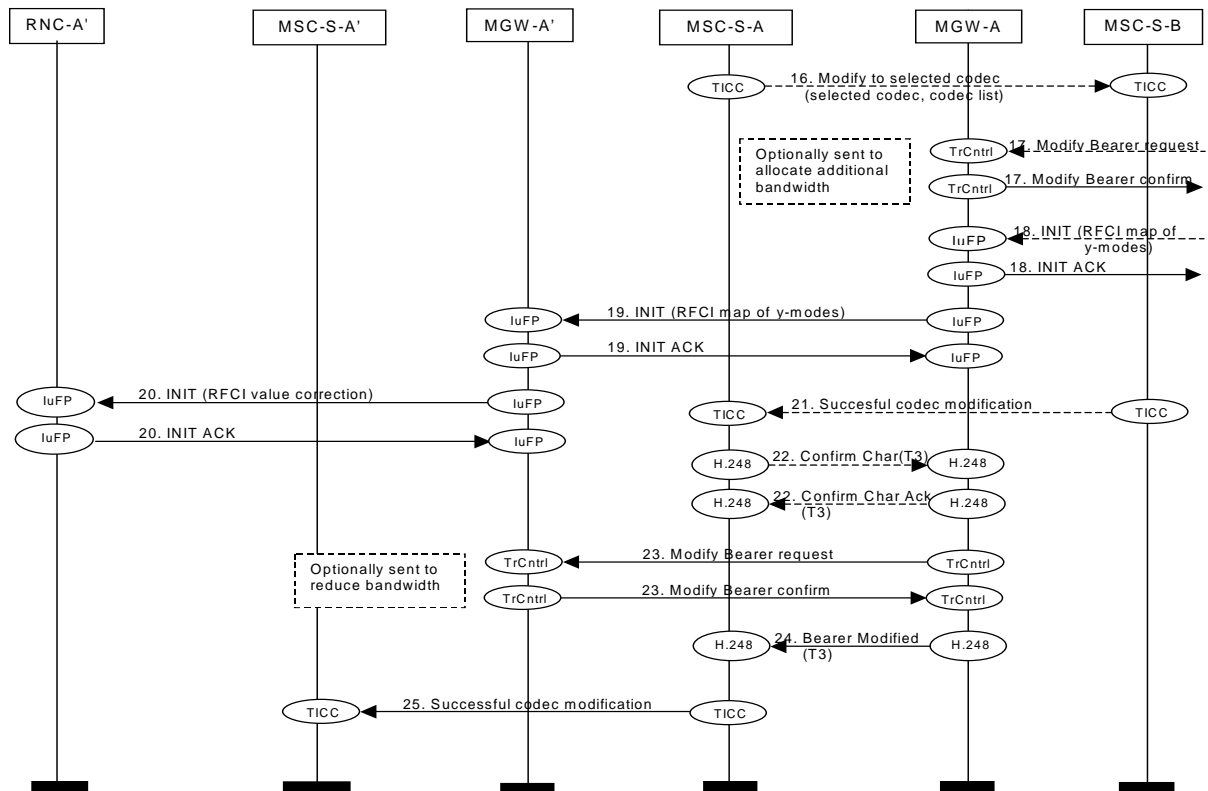 RNC-A'
MSC-S-A’
MGW-A’
MSC-S-A
MGW-A
MSC-S-B
TICC
16. Modify to selected codec
(selected codec, codec list)
TICC
Optionally sent to
allocate additional
bandwidth
TrCntrl
17. Modify Bearer request
TrCntrl
17. Modify Bearer confirm
IuFP
18. INIT (RFCI map of
y-modes)
IuFP
18. INIT ACK
IuFP
19. INIT (RFCI map of y-modes)
IuFP
IuFP
19. INIT ACK
IuFP
IuFP
20. INIT (RFCI value correction)
IuFP
TICC
21. Succesful codec modification
TICC
IuFP
20. INIT ACK
IuFP
H.248
22. Confirm Char(T3)
H.248
H.248
22. Confirm Char Ack
(T3)
H.248
Optionally sent to
reduce bandwidth
TrCntrl
23. Modify Bearer request
TrCntrl
TrCntrl
23. Modify Bearer confirm
TrCntrl
H.248
24. Bearer Modified
(T3)
H.248
TICC
25. Successful codec modification
TICC